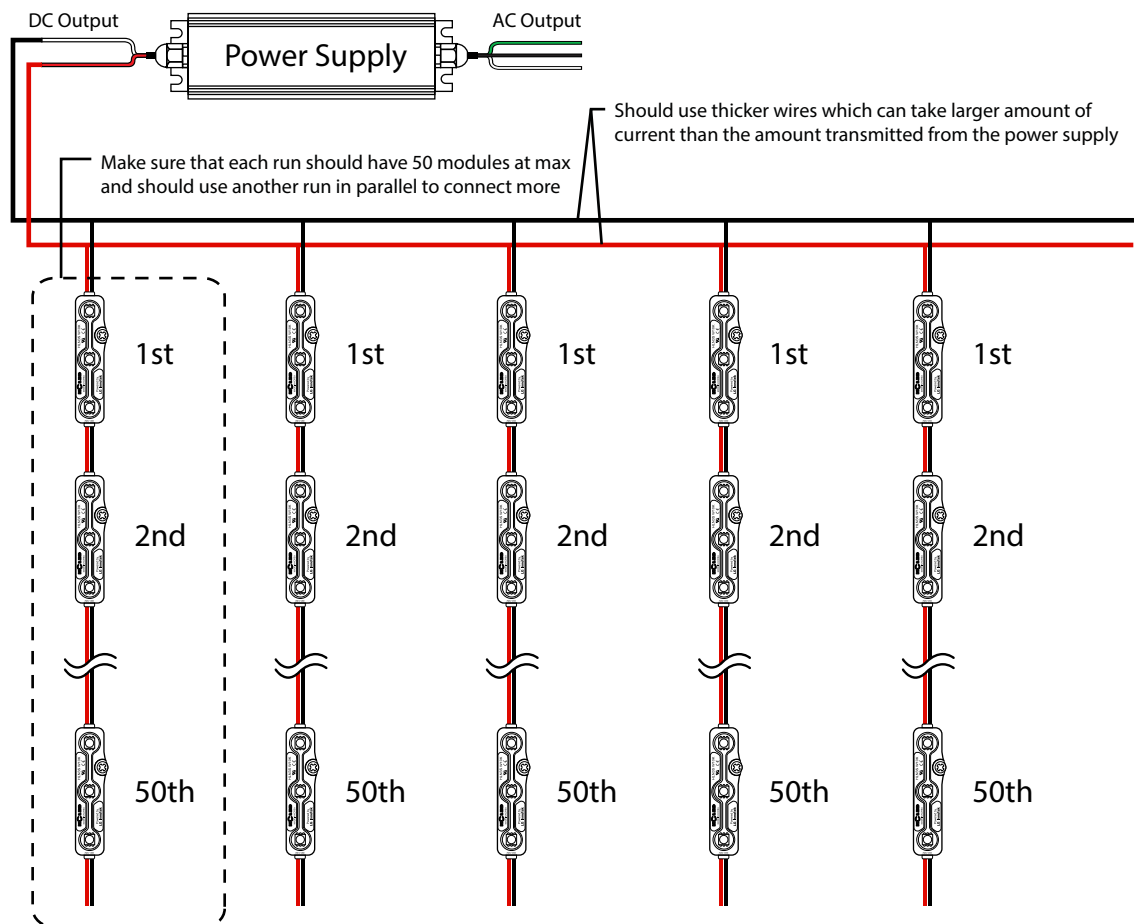 DC Output
AC Output
Power Supply
Should use thicker wires which can take larger amount of
current than the amount transmitted from the power supply
Make sure that each run should have 50 modules at max
and should use another run in parallel to connect more
1st
1st
1st
1st
1st
2nd
2nd
2nd
2nd
2nd
50th
50th
50th
50th
50th